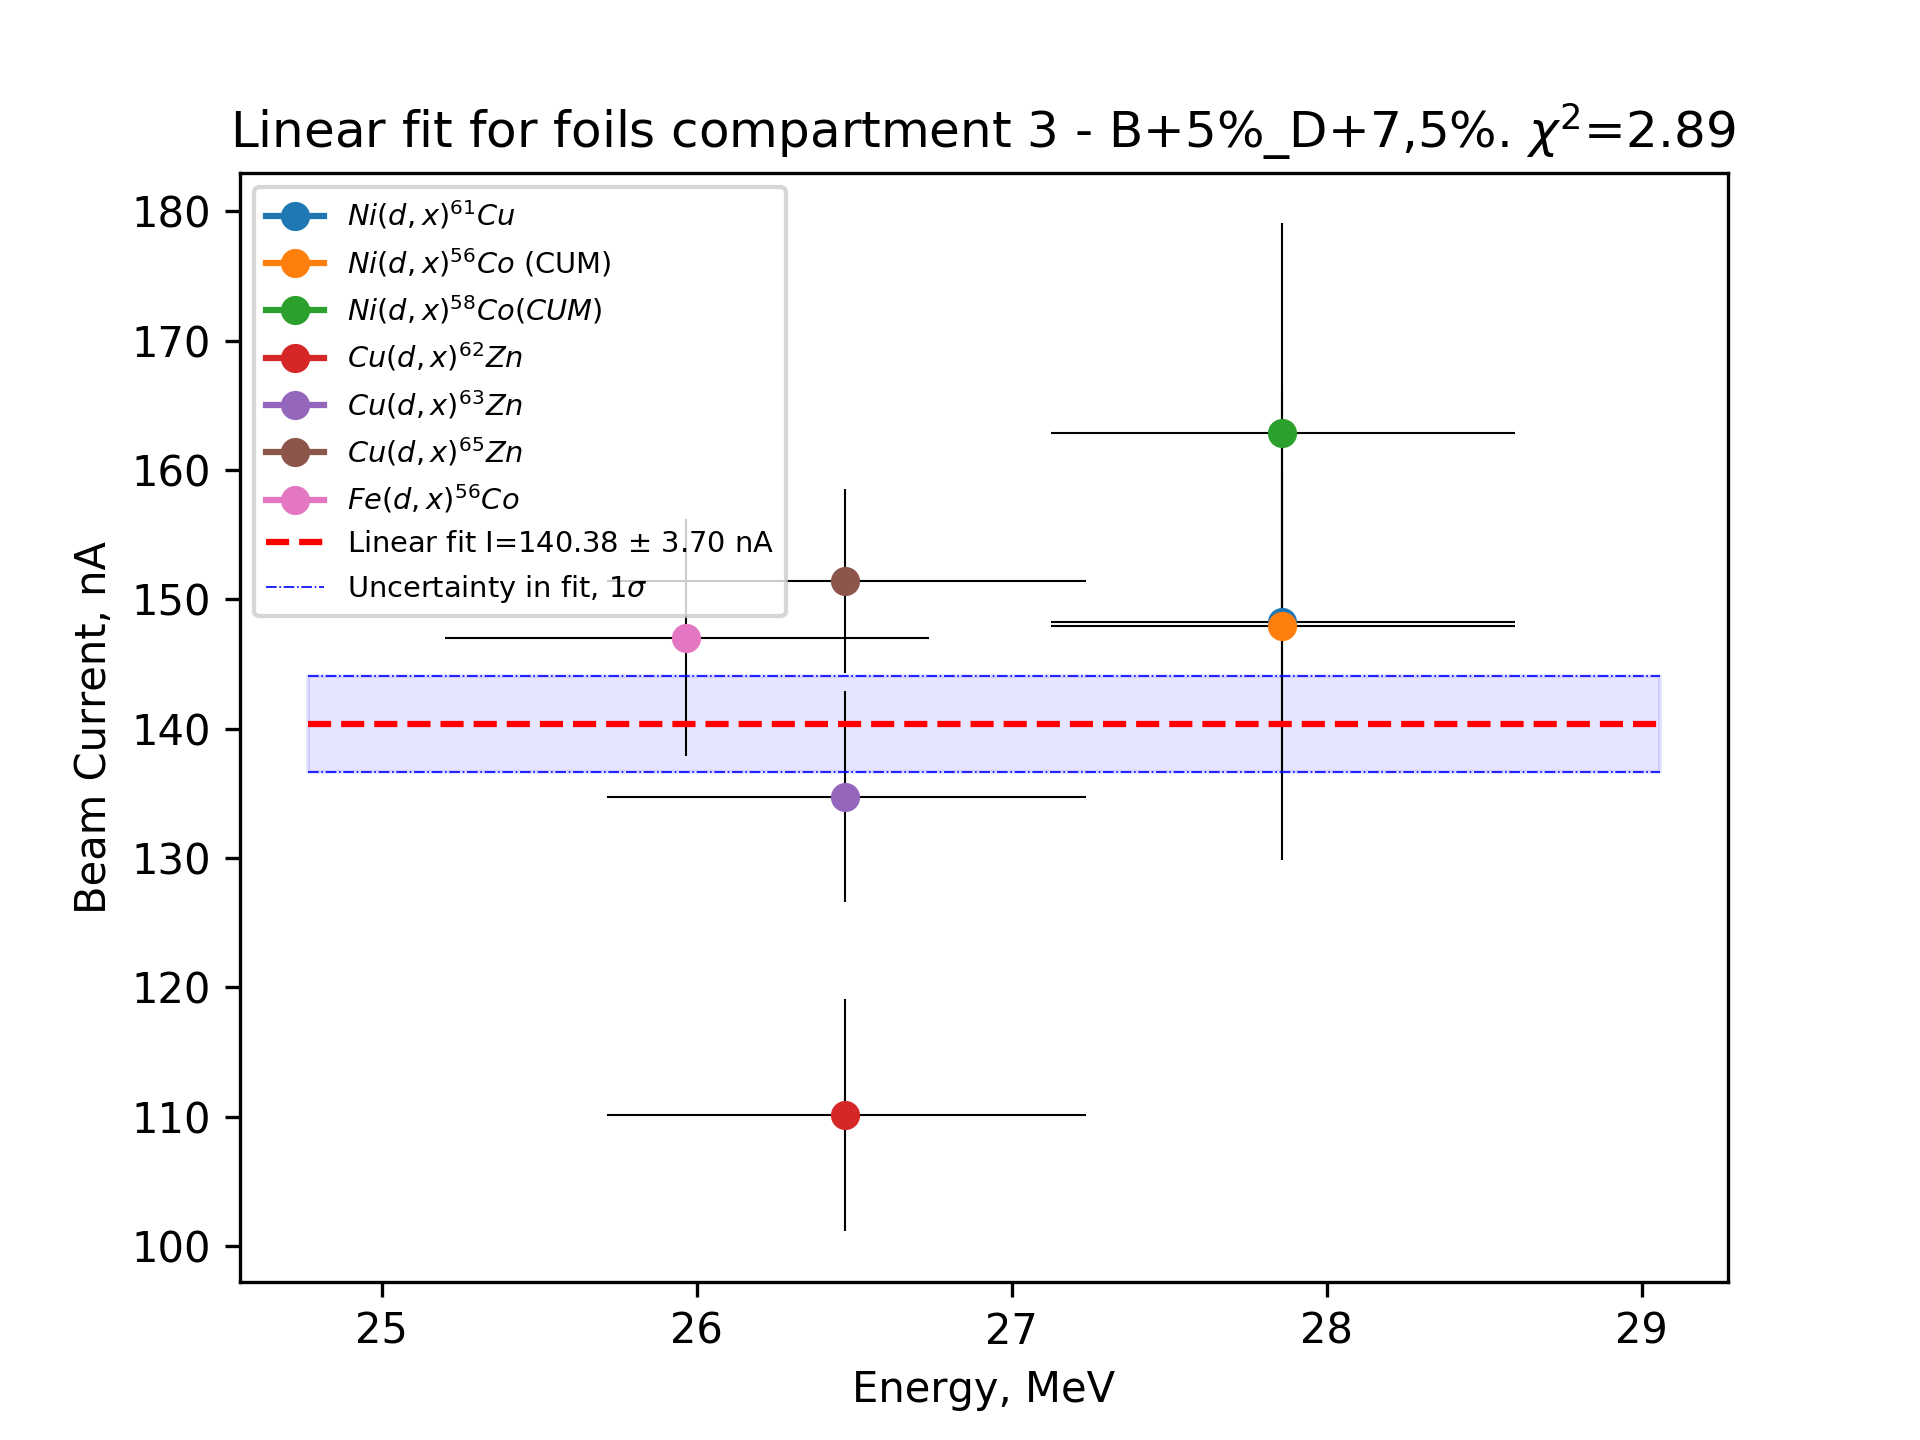 Linear fit for foils compartment 3 - B+5%_D+7,5%. χ²=2.89
Ni(d, x)⁶¹Cu
Ni(d, x)⁵⁶Co (CUM)
Ni(d, x)⁵⁸Co(CUM)
Cu(d, x)⁶²Zn
Cu(d, x)⁶³Zn
Cu(d, x)⁶⁵Zn
Fe(d, x)⁵⁶Co
Linear fit I=140.38 ± 3.70 nA
Uncertainty in fit, 1σ
180
170
160
150
140
130
120
110
100
Beam Current, nA
25 26 27 28 29
Energy, MeV